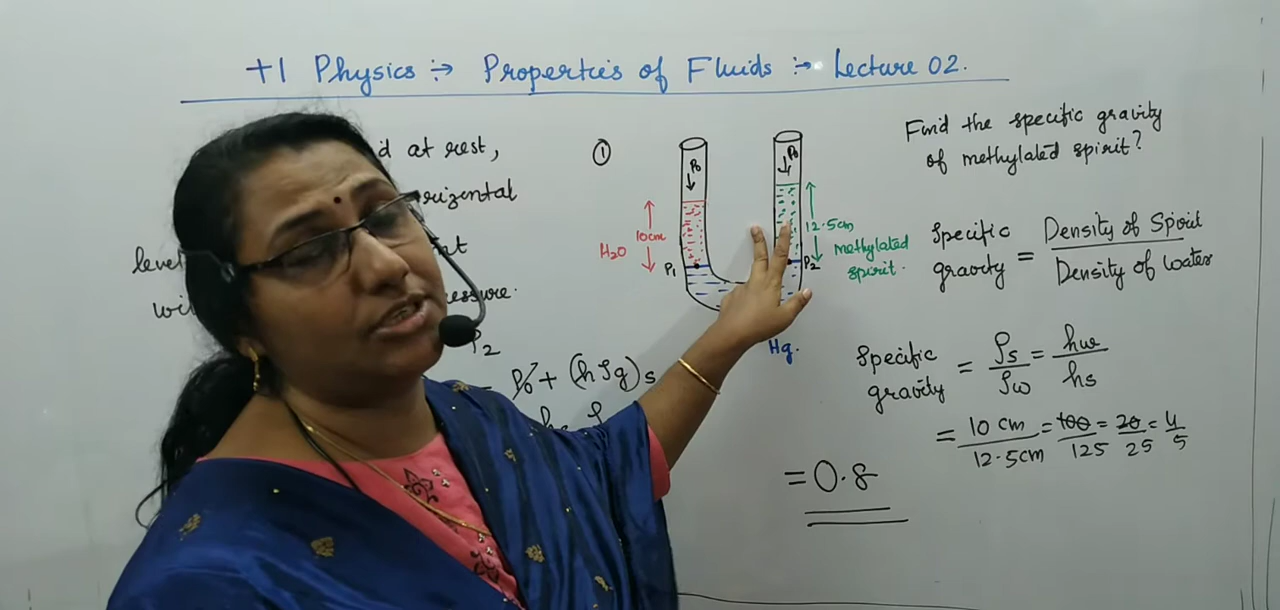 +1 Physics :→ Properties of Fluids :→ Lecture 02.
d at rest,
rizental
level
wi essure.
P2
P0 + (hρg)s
①
P0
P0
10cm
H2O
P1
12.5cm
P2
methylated
spirit.
Hg.
Find the specific gravity
of methylated spirit?
Specific gravity = Density of Spirit / Density of water
Specific gravity = ρs/ρw = hw/hs
= 10 cm / 12.5cm = 100/125 = 20/25 = 4/5
= 0.8